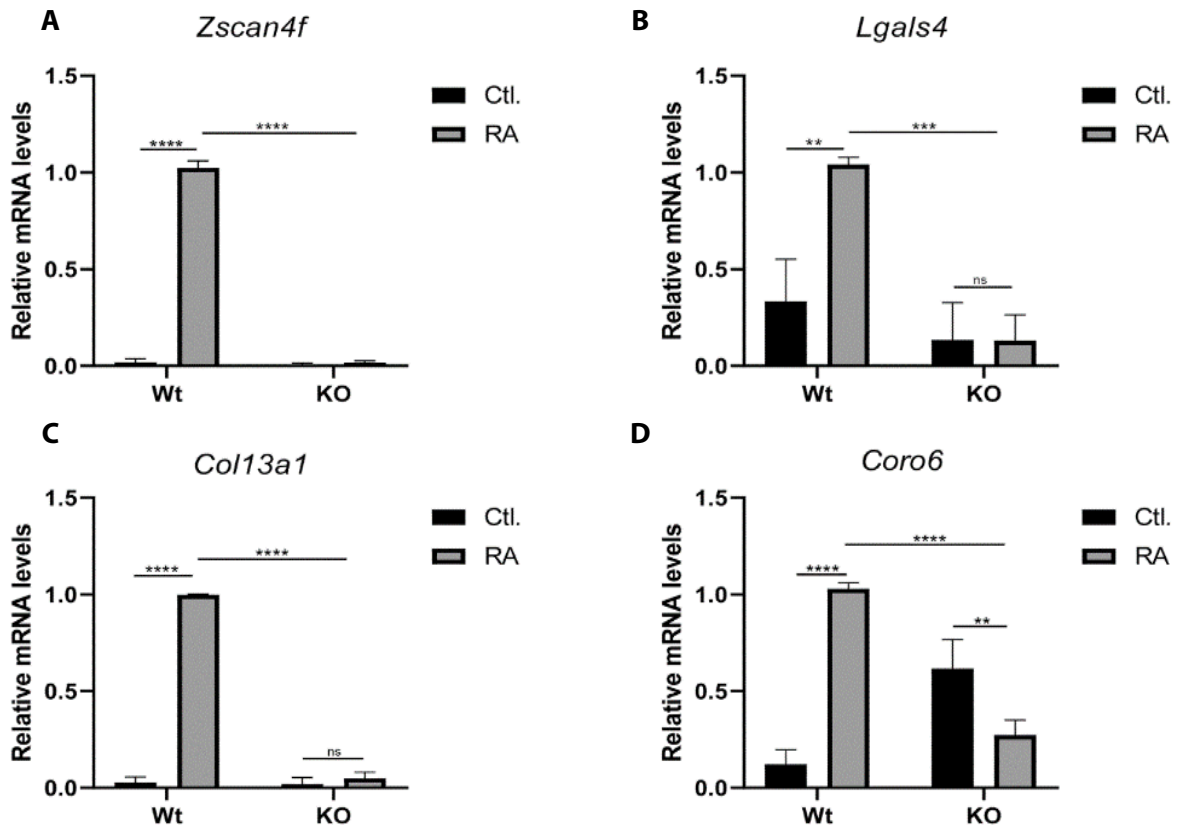 A
Zscan4f
Relative mRNA levels
1.5
1.0
0.5
0.0
****
****
Wt
KO
Ctl.
RA
B
Lgals4
Relative mRNA levels
1.5
1.0
0.5
0.0
**
***
ns
Wt
KO
Ctl.
RA
C
Col13a1
Relative mRNA levels
1.5
1.0
0.5
0.0
****
****
ns
Wt
KO
Ctl.
RA
D
Coro6
Relative mRNA levels
1.5
1.0
0.5
0.0
****
****
**
Wt
KO
Ctl.
RA